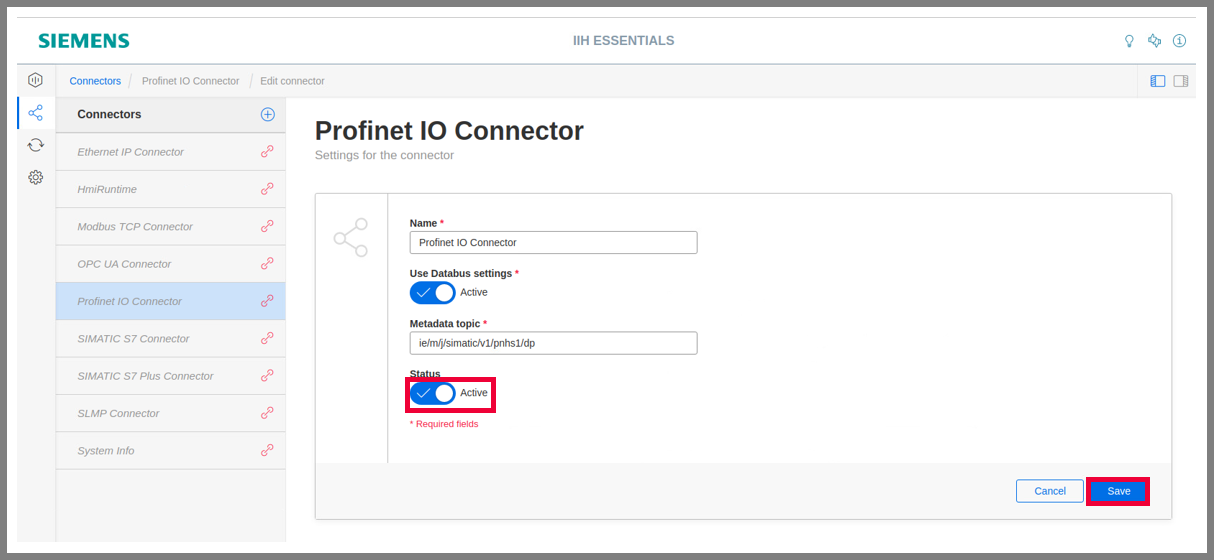 SIEMENS
IIH ESSENTIALS
Connectors / Profinet IO Connector / Edit connector
Connectors
Ethernet IP Connector
HmiRuntime
Modbus TCP Connector
OPC UA Connector
Profinet IO Connector
SIMATIC S7 Connector
SIMATIC S7 Plus Connector
SLMP Connector
System Info
Profinet IO Connector
Settings for the connector
Name *
Profinet IO Connector
Use Databus settings *
Active
Metadata topic *
ie/m/j/simatic/v1/pnhs1/dp
Status
Active
* Required fields
Cancel
Save